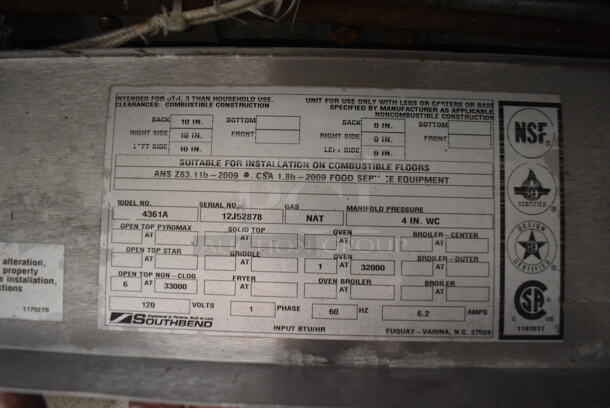 INTENDED FOR OTHER THAN HOUSEHOLD USE.
CLEARANCES: COMBUSTIBLE CONSTRUCTION
UNIT FOR USE ONLY WITH LEGS OR CASTERS OR BASE
SPECIFIED BY MANUFACTURER AS APPLICABLE.
NONCOMBUSTIBLE CONSTRUCTION
BACK 10 IN. BOTTOM
RIGHT SIDE 10 IN. FRONT
LEFT SIDE 10 IN.
BACK 0 IN. BOTTOM
RIGHT SIDE 0 IN. FRONT
LEFT SIDE 0 IN.
SUITABLE FOR INSTALLATION ON COMBUSTIBLE FLOORS
ANS Z83.11b-2009 CSA 1.8b-2009 FOOD SERVICE EQUIPMENT
MODEL NO. SERIAL NO. GAS MANIFOLD PRESSURE
4361A 12J52878 NAT 4 IN. WC
OPEN TOP PYROMAX SOLID TOP OVEN BROILER-CENTER
AT AT AT AT
OPEN TOP STAR GRIDDLE OVEN BROILER-OUTER
AT AT 1 AT 32000 AT
OPEN TOP NON-CLOG FRYER OVEN BROILER BROILER
6 AT 33000 AT AT AT
120 VOLTS 1 PHASE 60 HZ 6.2 AMPS
SOUTHBEND
INPUT BTU/HR
FUQUAY-VARINA, N.C. 27526
NSF
CERTIFIED
DESIGN
CERTIFIED
C US
1181511
alteration,
property
e installation,
ctions
1175279
AUCTION GROUP